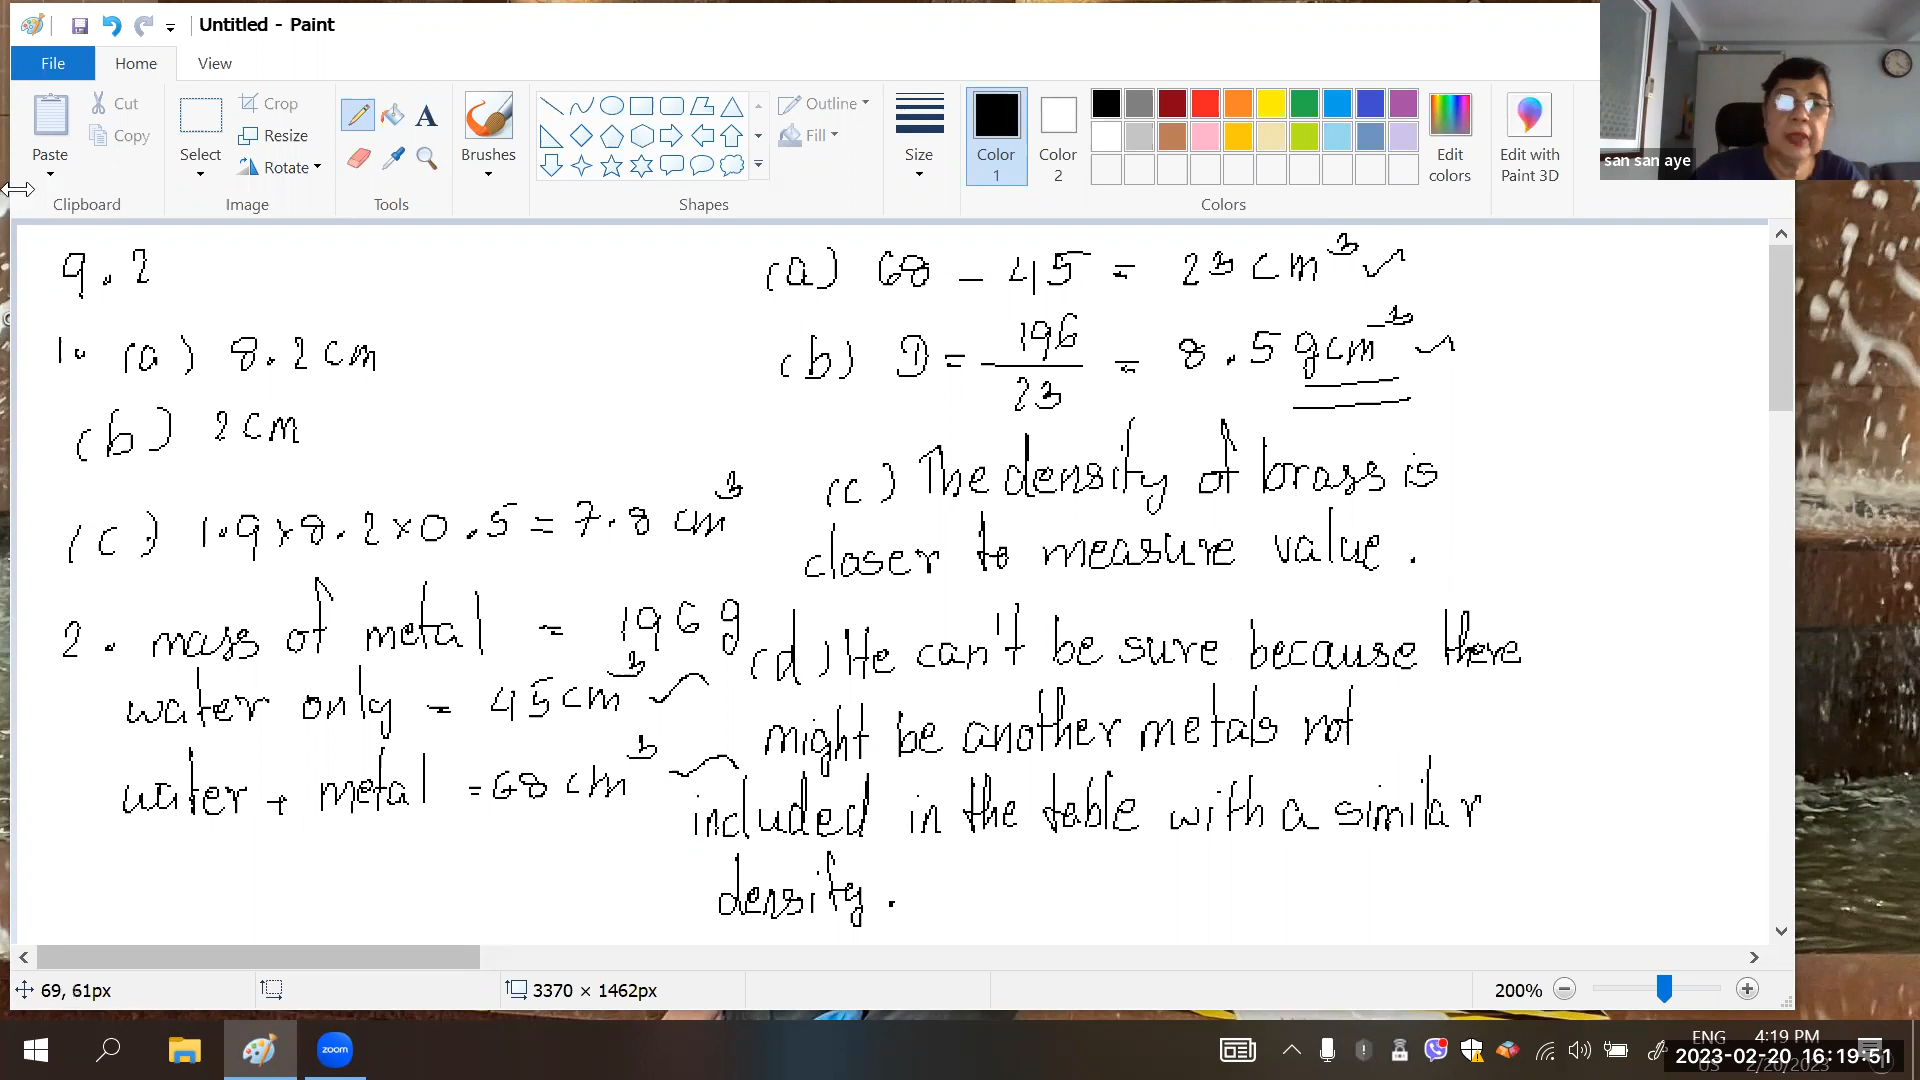 Untitled - Paint
File
Home
View
Paste
Cut
Copy
Clipboard
Select
Crop
Resize
Rotate
Image
Tools
Brushes
Shapes
Outline
Fill
Size
Color 1
Color 2
Edit colors
Edit with Paint 3D
Colors
san san aye
9.2
1. (a) 8.2 cm
(b) 2 cm
(c) 1.9 x 8.2 x 0.5 = 7.8 cm³
2. mass of metal = 196 g
water only = 45 cm³
water + metal = 68 cm³
(a) 68 - 45 = 23 cm³
(b) D = 196/23 = 8.5 gcm⁻³
(c) The density of brass is
closer to measure value.
(d) He can't be sure because there
might be another metals not
included in the table with a similar
density.
69, 61px
3370 × 1462px
200%
zoom
ENG
4:19 PM
2023-02-20 16:19:51